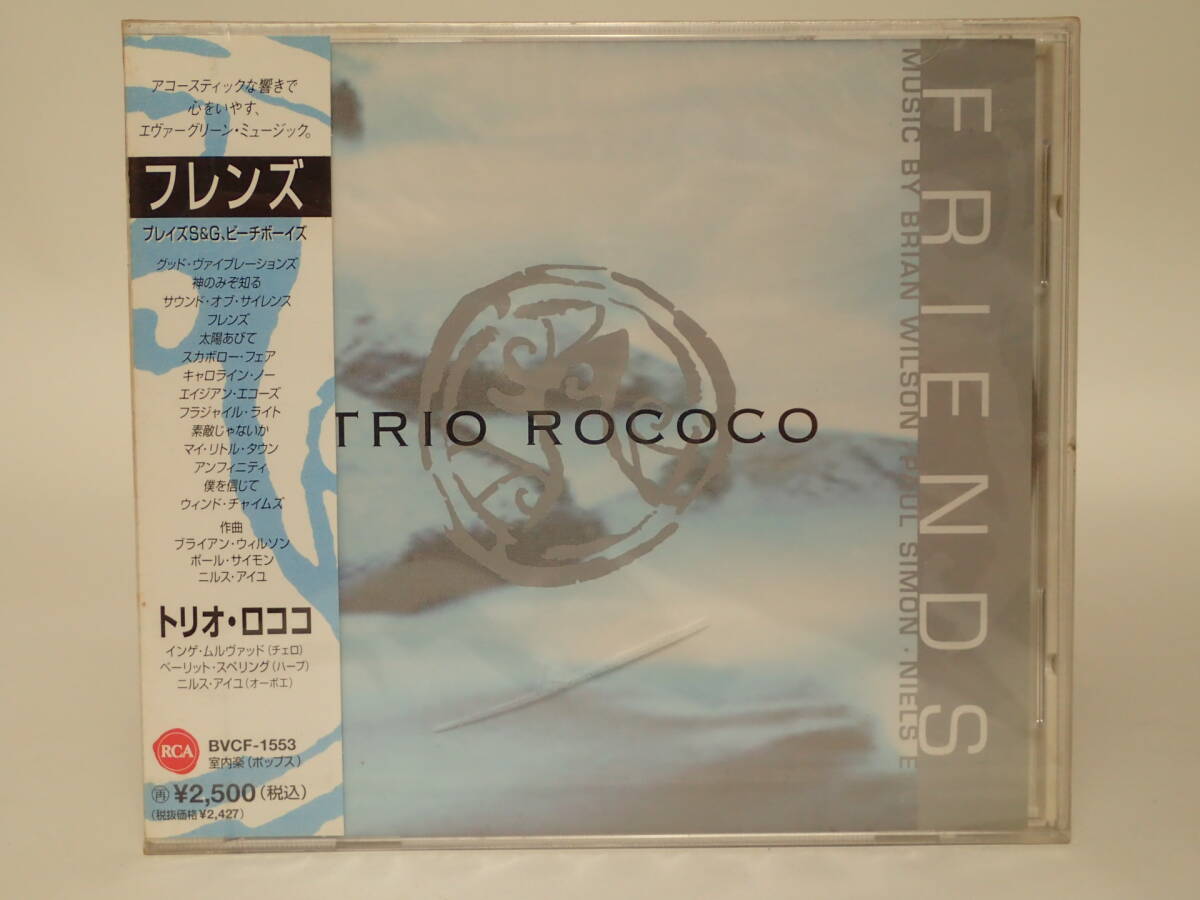 アコースティックな響きで
心をいやす、
エヴァーグリーン・ミュージック。
フレンズ
プレイズS&G、ビーチボーイズ
グッド・ヴァイブレーションズ
神のみぞ知る
サウンド・オブ・サイレンス
フレンズ
太陽あびて
スカボロー・フェア
キャロライン・ノー
エイジアン・エコーズ
フラジャイル・ライト
素敵じゃないか
マイ・リトル・タウン
アンフィニティ
僕を信じて
ウィンド・チャイムズ
作曲
ブライアン・ウィルソン
ポール・サイモン
ニルス・アイユ
トリオ・ロココ
インゲ・ムルヴァッド(チェロ)
ベーリット・スペリング(ハープ)
ニルス・アイユ(オーボエ)
RCA
BVCF-1553
室内楽(ポップス)
再 ¥2,500(税込)
(税抜価格¥2,427)
TRIO ROCOCO
FRIENDS
MUSIC BY BRIAN WILSON · PAUL SIMON · NIELS